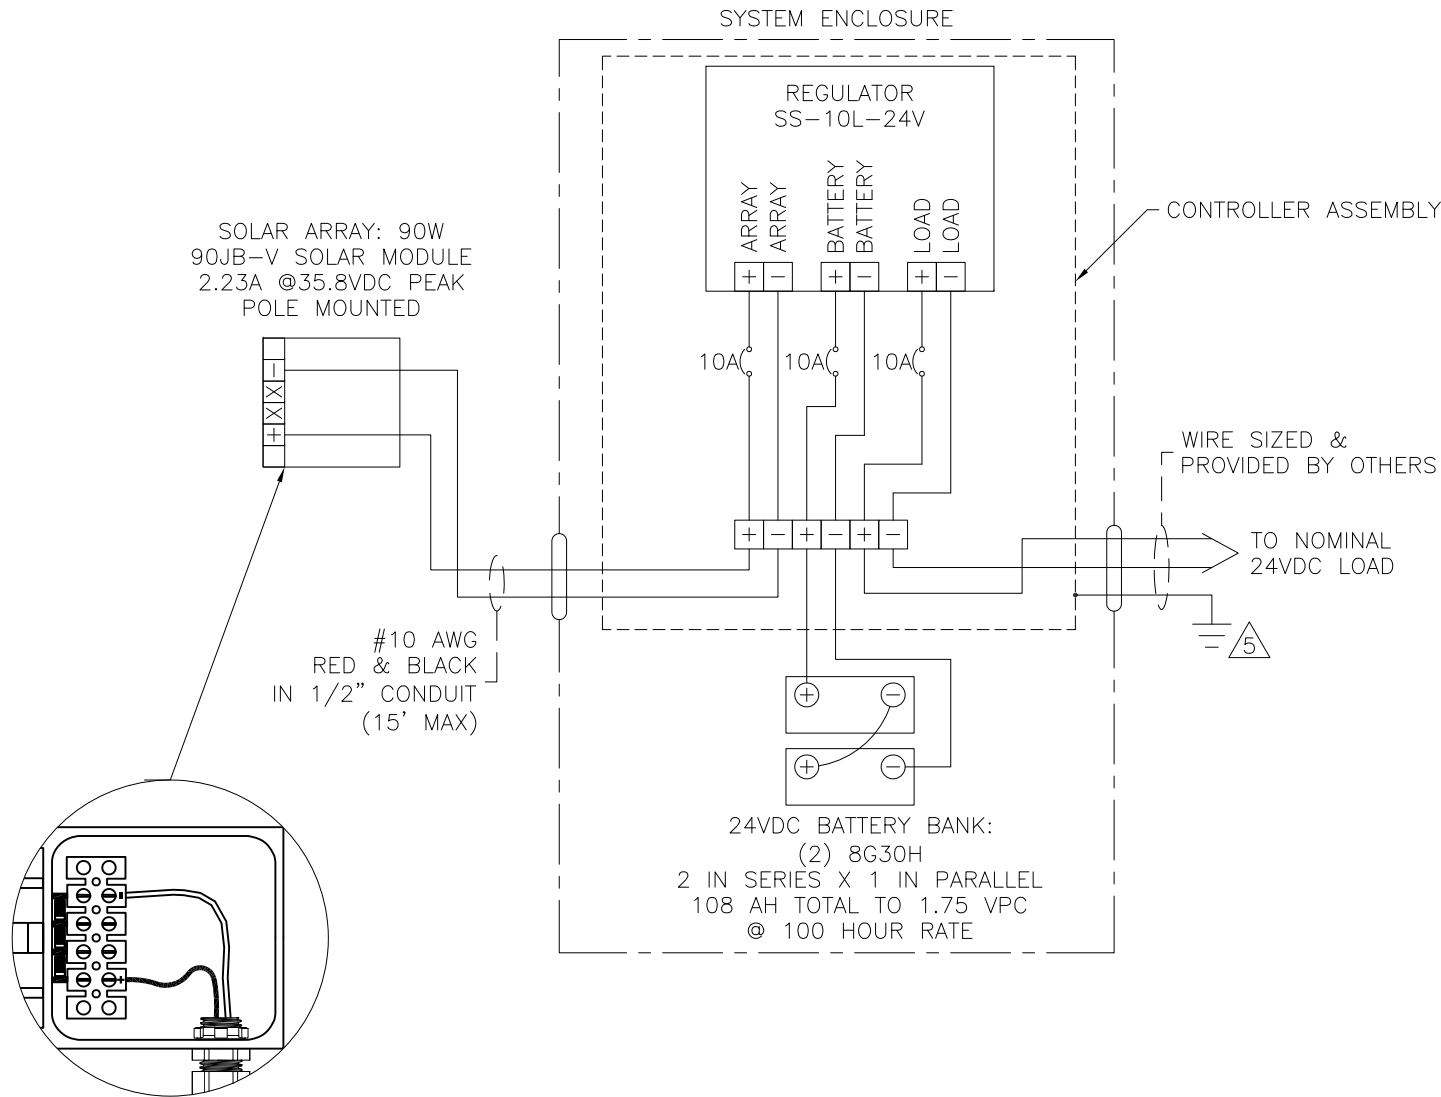 SYSTEM ENCLOSURE
REGULATOR
SS-10L-24V
ARRAY
ARRAY
BATTERY
BATTERY
LOAD
LOAD
+ - + - + -
CONTROLLER ASSEMBLY
SOLAR ARRAY: 90W
90JB-V SOLAR MODULE
2.23A @35.8VDC PEAK
POLE MOUNTED
-
X
X
+
10A
10A
10A
WIRE SIZED &
PROVIDED BY OTHERS
+ - + - + -
TO NOMINAL
24VDC LOAD
5
#10 AWG
RED & BLACK
IN 1/2" CONDUIT
(15' MAX)
+ -
+ -
24VDC BATTERY BANK:
(2) 8G30H
2 IN SERIES X 1 IN PARALLEL
108 AH TOTAL TO 1.75 VPC
@ 100 HOUR RATE
-
+